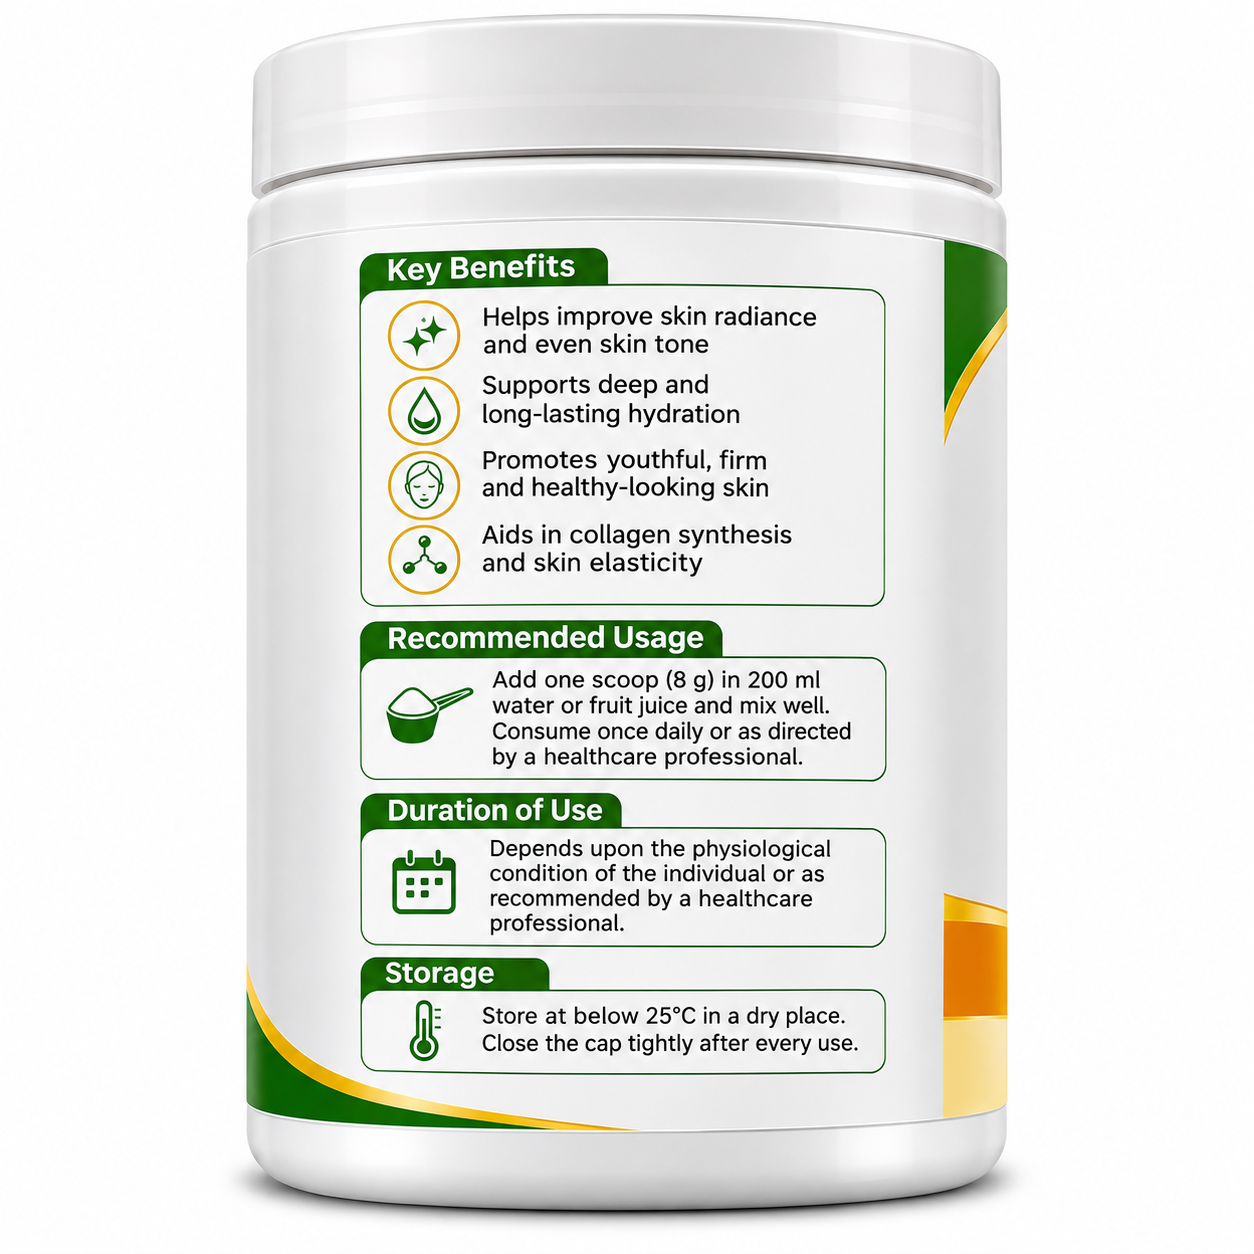 Key Benefits
Helps improve skin radiance
and even skin tone
Supports deep and
long-lasting hydration
Promotes youthful, firm
and healthy-looking skin
Aids in collagen synthesis
and skin elasticity
Recommended Usage
Add one scoop (8 g) in 200 ml
water or fruit juice and mix well.
Consume once daily or as directed
by a healthcare professional.
Duration of Use
Depends upon the physiological
condition of the individual or as
recommended by a healthcare
professional.
Storage
Store at below 25°C in a dry place.
Close the cap tightly after every use.